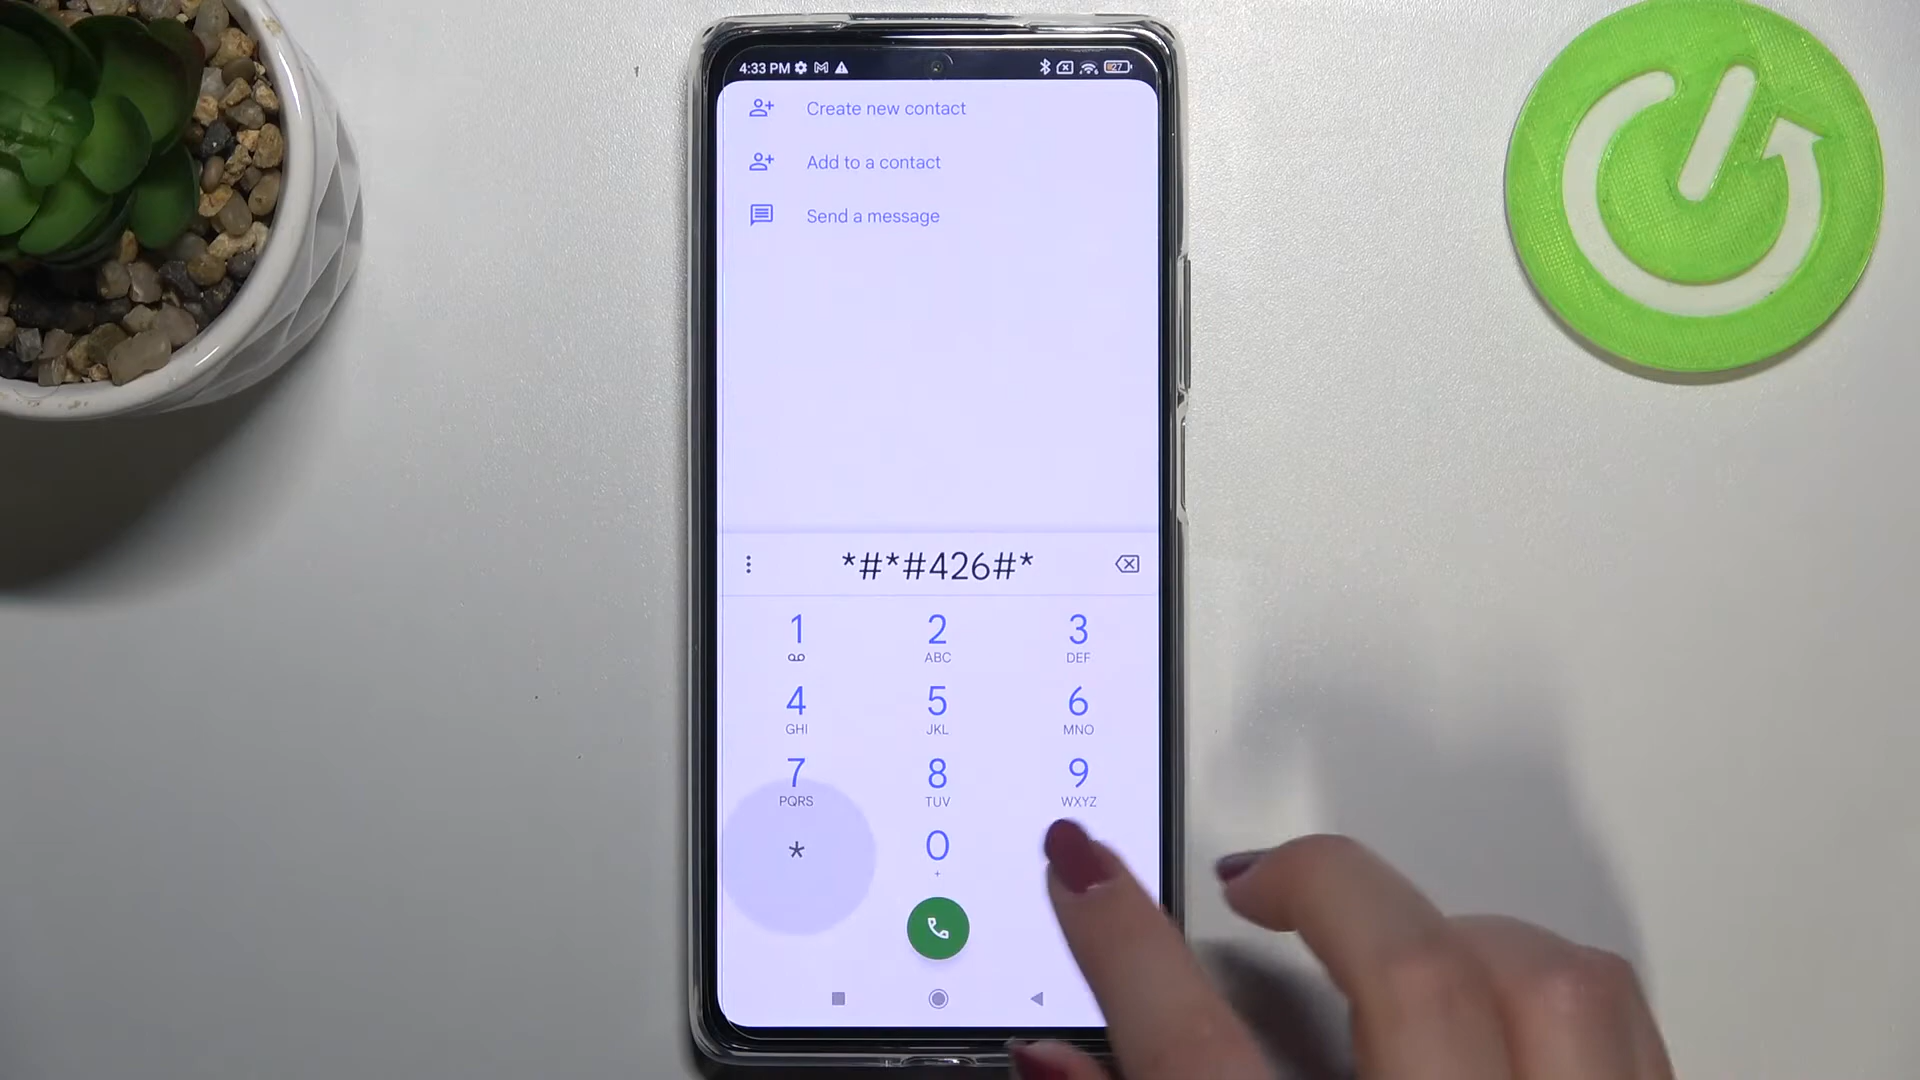 4:33 PM 27
Create new contact
Add to a contact
Send a message
*#*#426#*
1 2 3
ABC DEF
4 5 6
GHI JKL MNO
7 8 9
PQRS TUV WXYZ
* 0
+